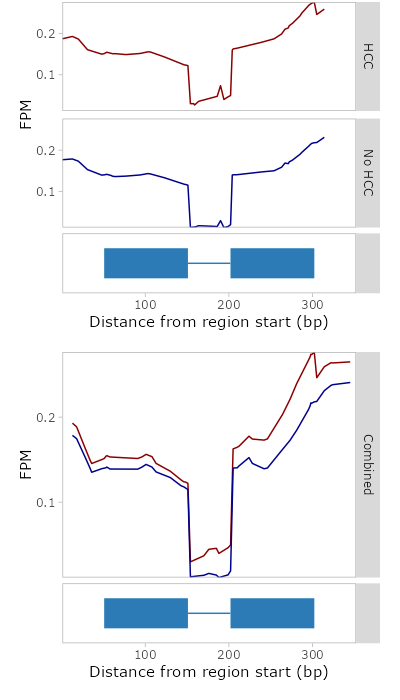 0.2
0.1
HCC
FPM
0.2
0.1
No HCC
100 200 300
Distance from region start (bp)
0.2
0.1
FPM
Combined
100 200 300
Distance from region start (bp)